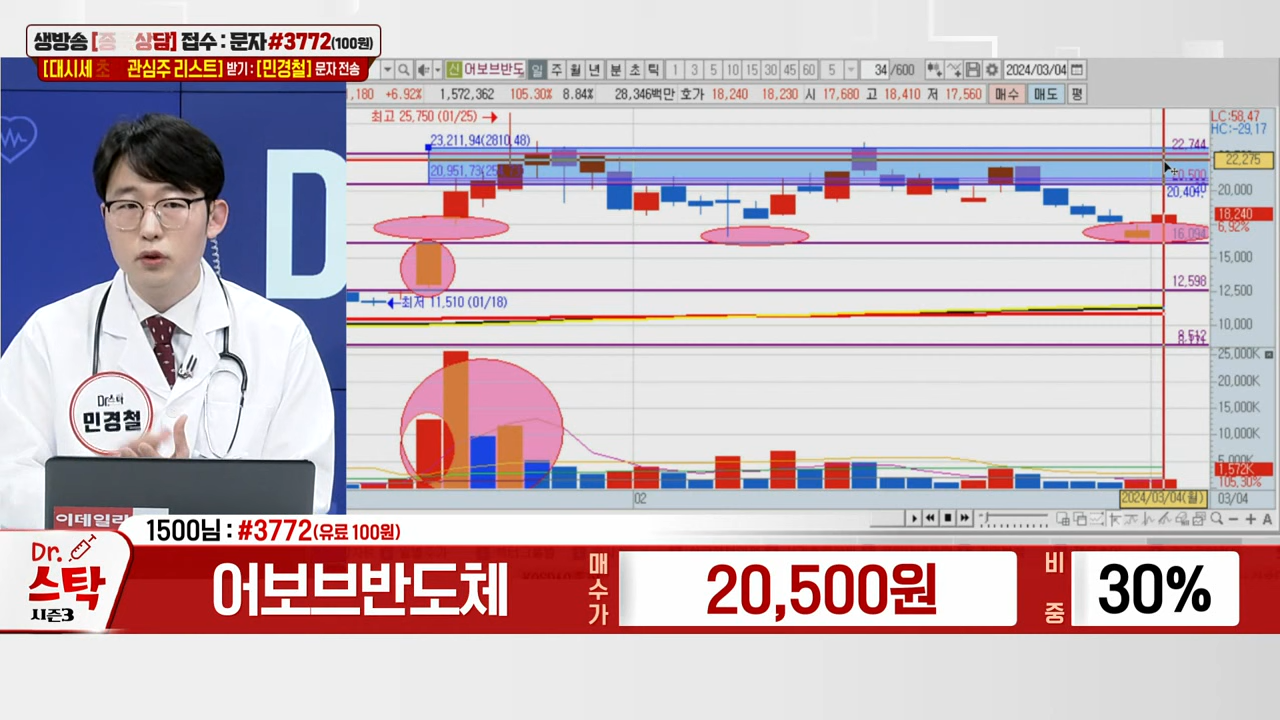 생방송 [증 상담] 접수 : 문자 #3772 (100원)
[대시세 초 관심주 리스트] 받기 : [민경철] 문자 전송
신 어보브반도 일 주 월 년 분 초 틱 1 3 5 10 15 30 45 60 5 34 /600 2024/03/04
1,180 +6.92% 1,572,362 105.30% 8.84% 28,346백만 호가 18,240 18,230 시 17,680 고 18,410 저 17,560 매수 매도 평
최고 25,750 (01/25)
LC:58.47
HC:-29.17
23,211.94(2810.48)
22,744
22,275
20,500
20,404
20,000
18,240
6.92%
16,094
15,000
12,598
12,500
최저 11,510 (01/18)
10,000
8,512
25,000K
20,000K
15,000K
10,000K
5,000K
1,572K
105.30%
02
2024/03/04(월)
03/04
A
D
Dr.스탁
민경철
이데일리
1500님 : #3772 (유료 100원)
Dr.
스탁
시즌3
어보브반도체
매수가
20,500원
비중
30%